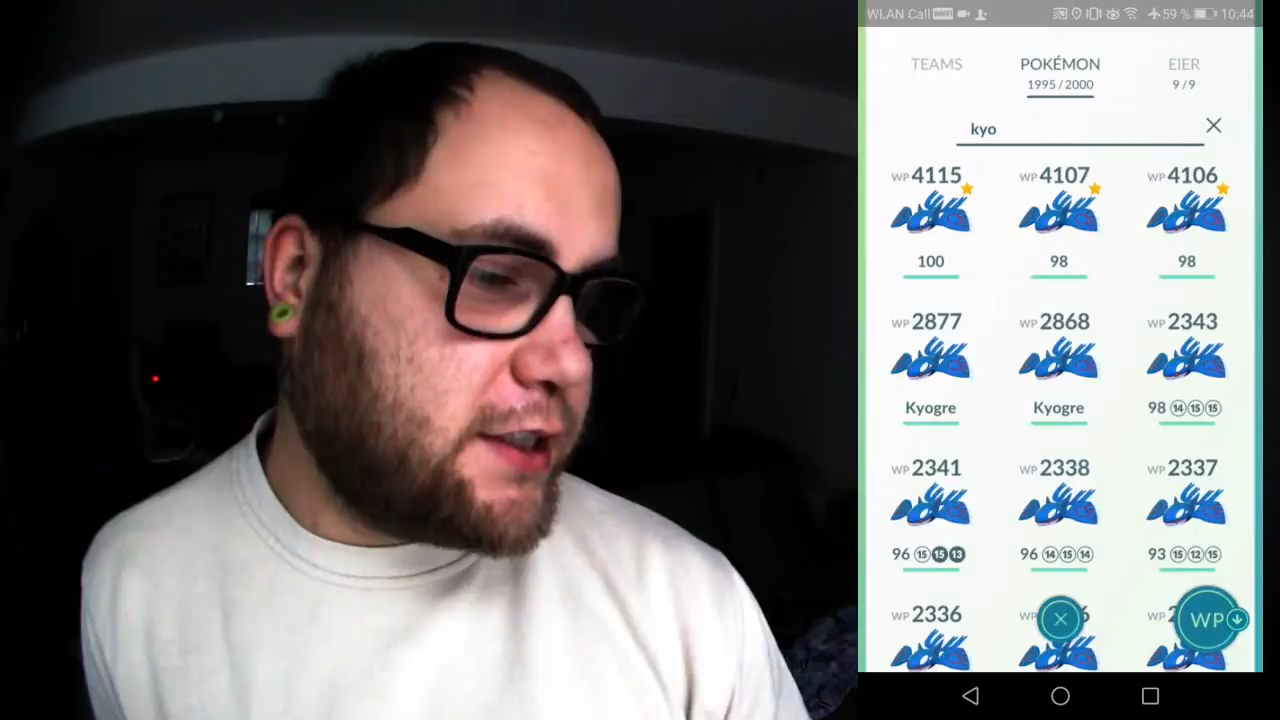 WLAN Call 59 % 10:44
TEAMS POKÉMON EIER
1995 / 2000 9 / 9
kyo
WP 4115 WP 4107 WP 4106
100 98 98
WP 2877 WP 2868 WP 2343
Kyogre Kyogre 98 14 15 15
WP 2341 WP 2338 WP 2337
96 15 15 13 96 14 15 14 93 15 12 15
WP 2336 WP
WP